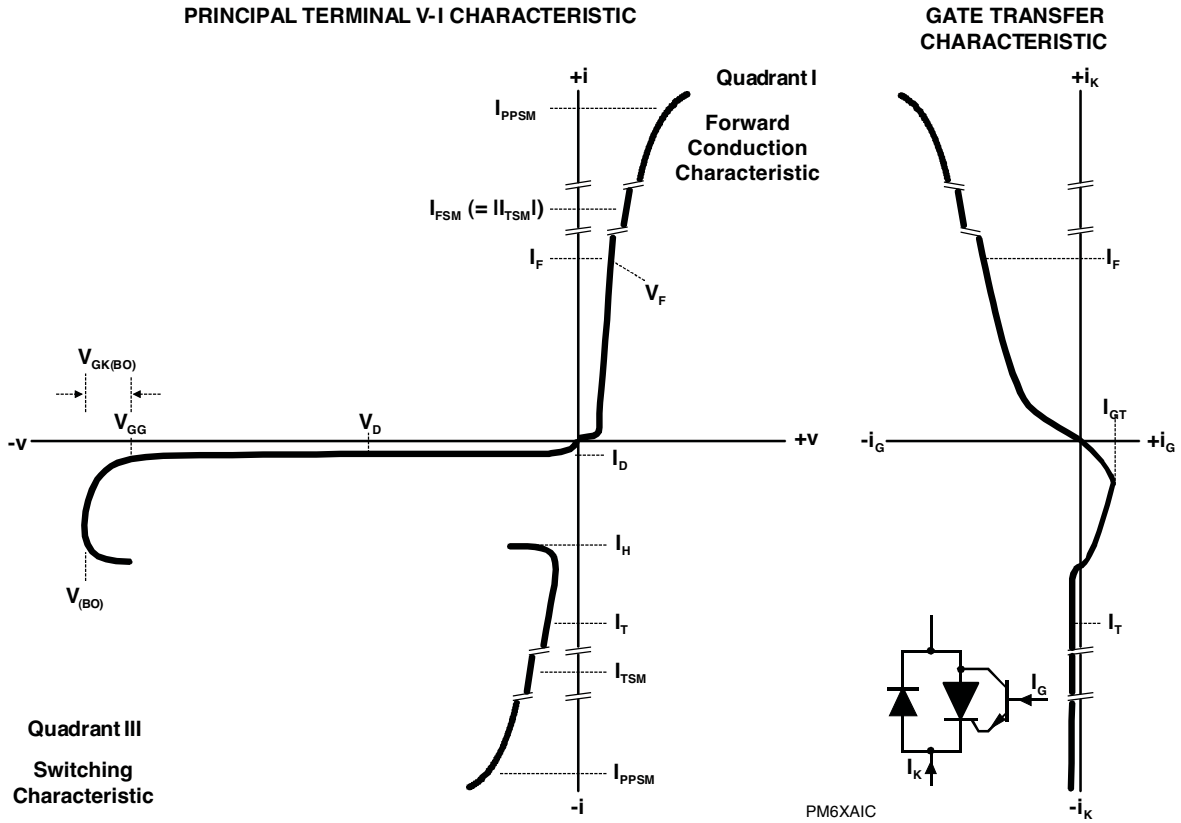 PRINCIPAL TERMINAL V-I CHARACTERISTIC
GATE TRANSFER
CHARACTERISTIC
+i
Quadrant I
IPPSM
Forward
Conduction
Characteristic
IFSM (= |ITSM|)
IF
VF
VGK(BO)
VGG
VD
-v
+v
ID
IH
V(BO)
IT
ITSM
Quadrant III
Switching
Characteristic
IPPSM
-i
+iK
IF
IGT
-iG
+iG
IT
IG
IK
PM6XAIC
-iK